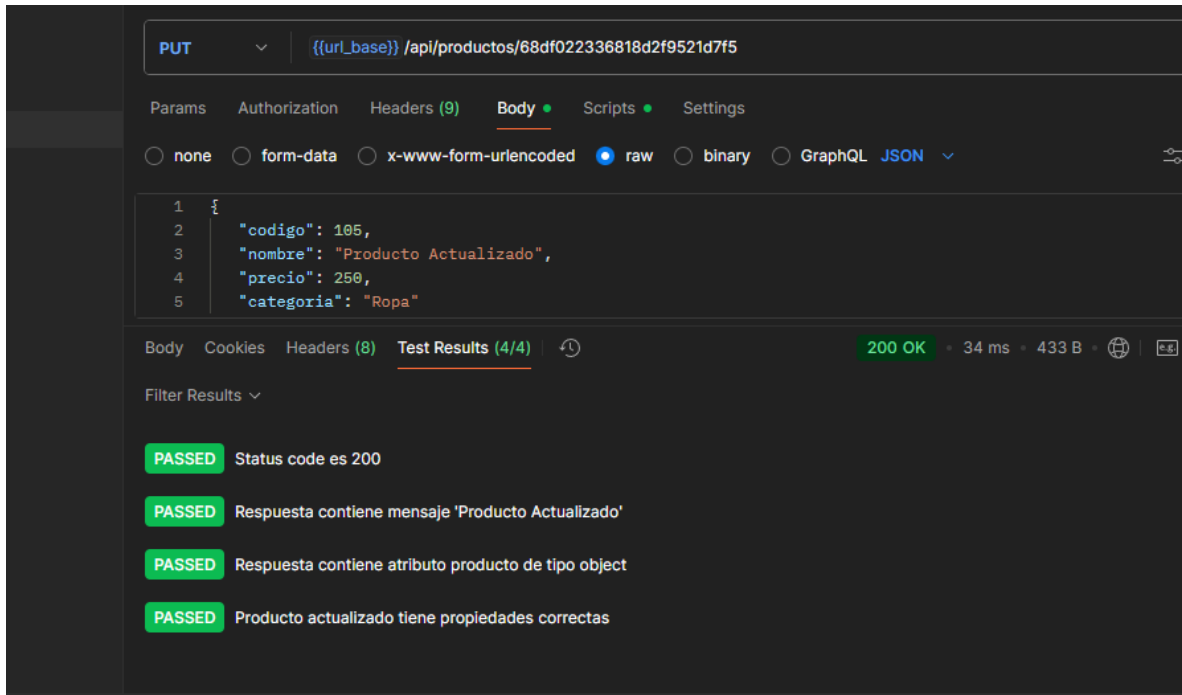 PUT {{url_base}} /api/productos/68df022336818d2f9521d7f5
Params Authorization Headers (9) Body Scripts Settings
none form-data x-www-form-urlencoded raw binary GraphQL JSON
1 {
2 "codigo": 105,
3 "nombre": "Producto Actualizado",
4 "precio": 250,
5 "categoria": "Ropa"
Body Cookies Headers (8) Test Results (4/4) 200 OK 34 ms 433 B e.g.
Filter Results
PASSED Status code es 200
PASSED Respuesta contiene mensaje 'Producto Actualizado'
PASSED Respuesta contiene atributo producto de tipo object
PASSED Producto actualizado tiene propiedades correctas